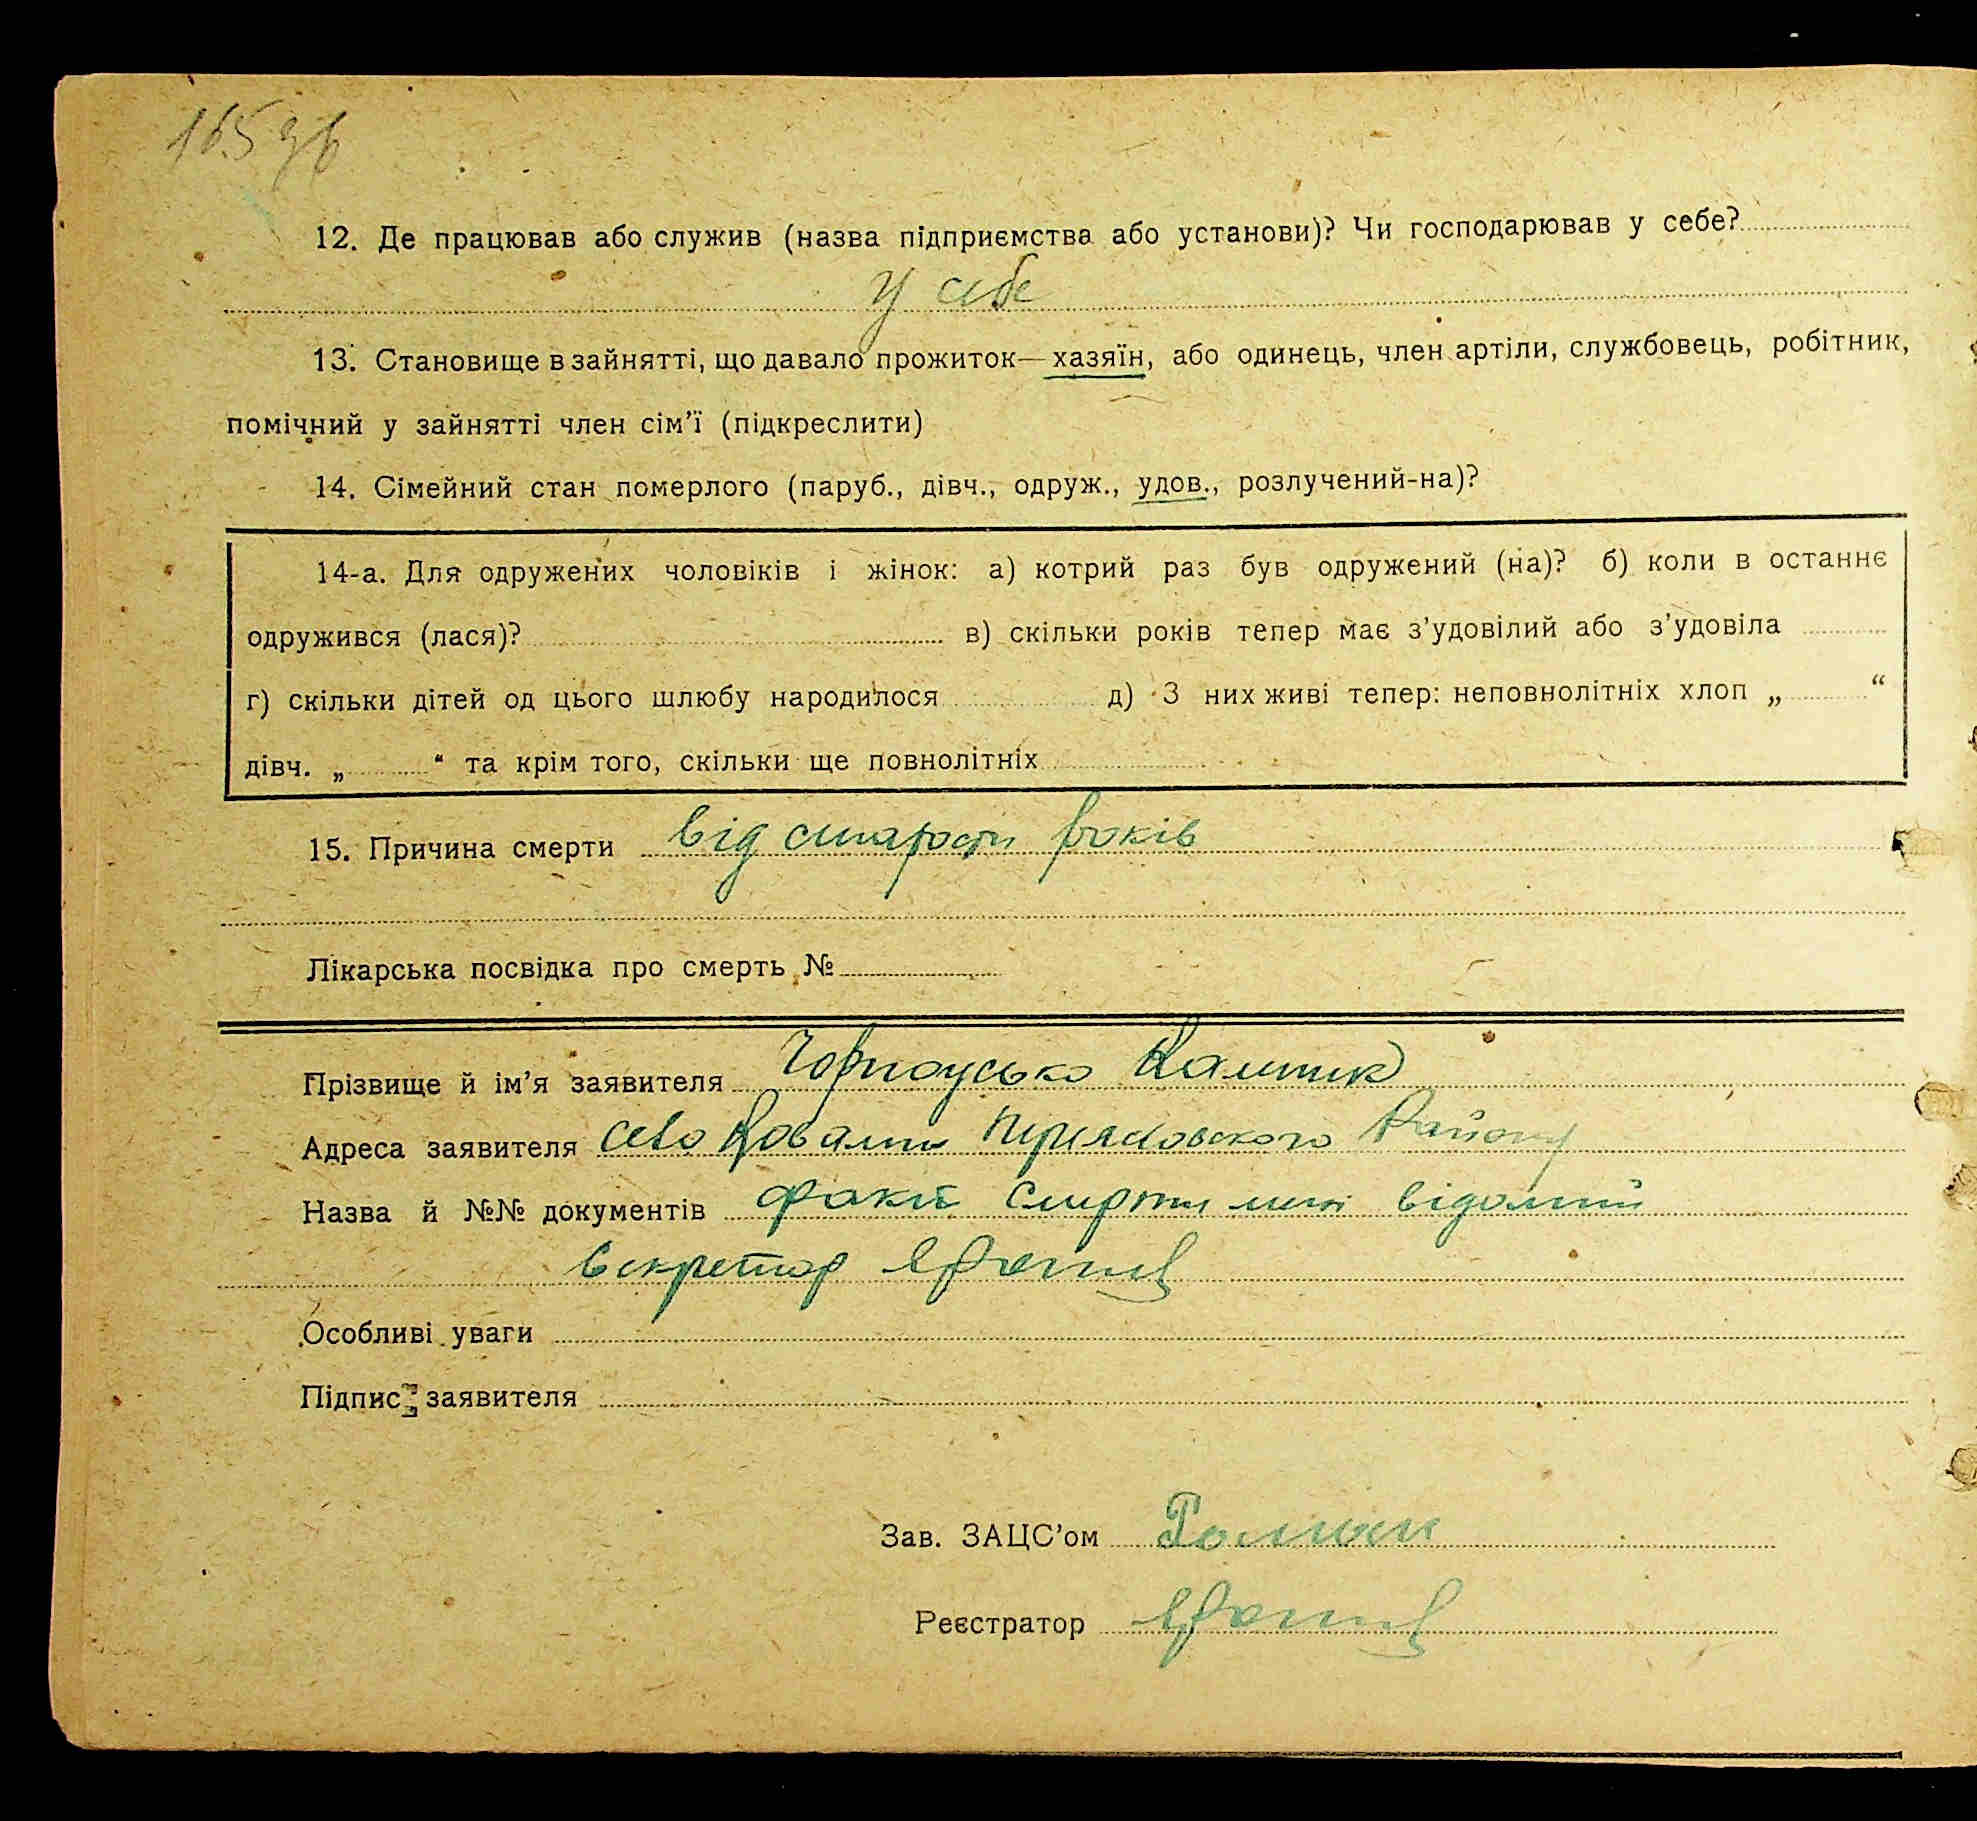 165 зв
12. Де працював або служив (назва підприємства або установи)? Чи господарював у себе?
У себе
13. Становище в зайнятті, що давало прожиток—хазяїн, або одинець, член артіли, службовець, робітник,
помічний у зайнятті член сім’ї (підкреслити)
14. Сімейний стан померлого (паруб., дівч., одруж., удов., розлучений-на)?
14-а. Для одружених чоловіків і жінок: а) котрий раз був одружений (на)? б) коли в останнє
одружився (лася)? в) скільки років тепер має з’удовілий або з’удовіла
г) скільки дітей од цього шлюбу народилося д) З них живі тепер: неповнолітніх хлоп „ “
дівч. „ “ та крім того, скільки ще повнолітніх
15. Причина смерти від старости років
Лікарська посвідка про смерть №
Прізвище й ім’я заявителя Чорноусько
Адреса заявителя село Ковалин Района
Назва й №№ документів факт смерти мені відомий
Секретар
Особливі уваги
Підпис заявителя
Зав. ЗАЦС’ом
Реєстратор